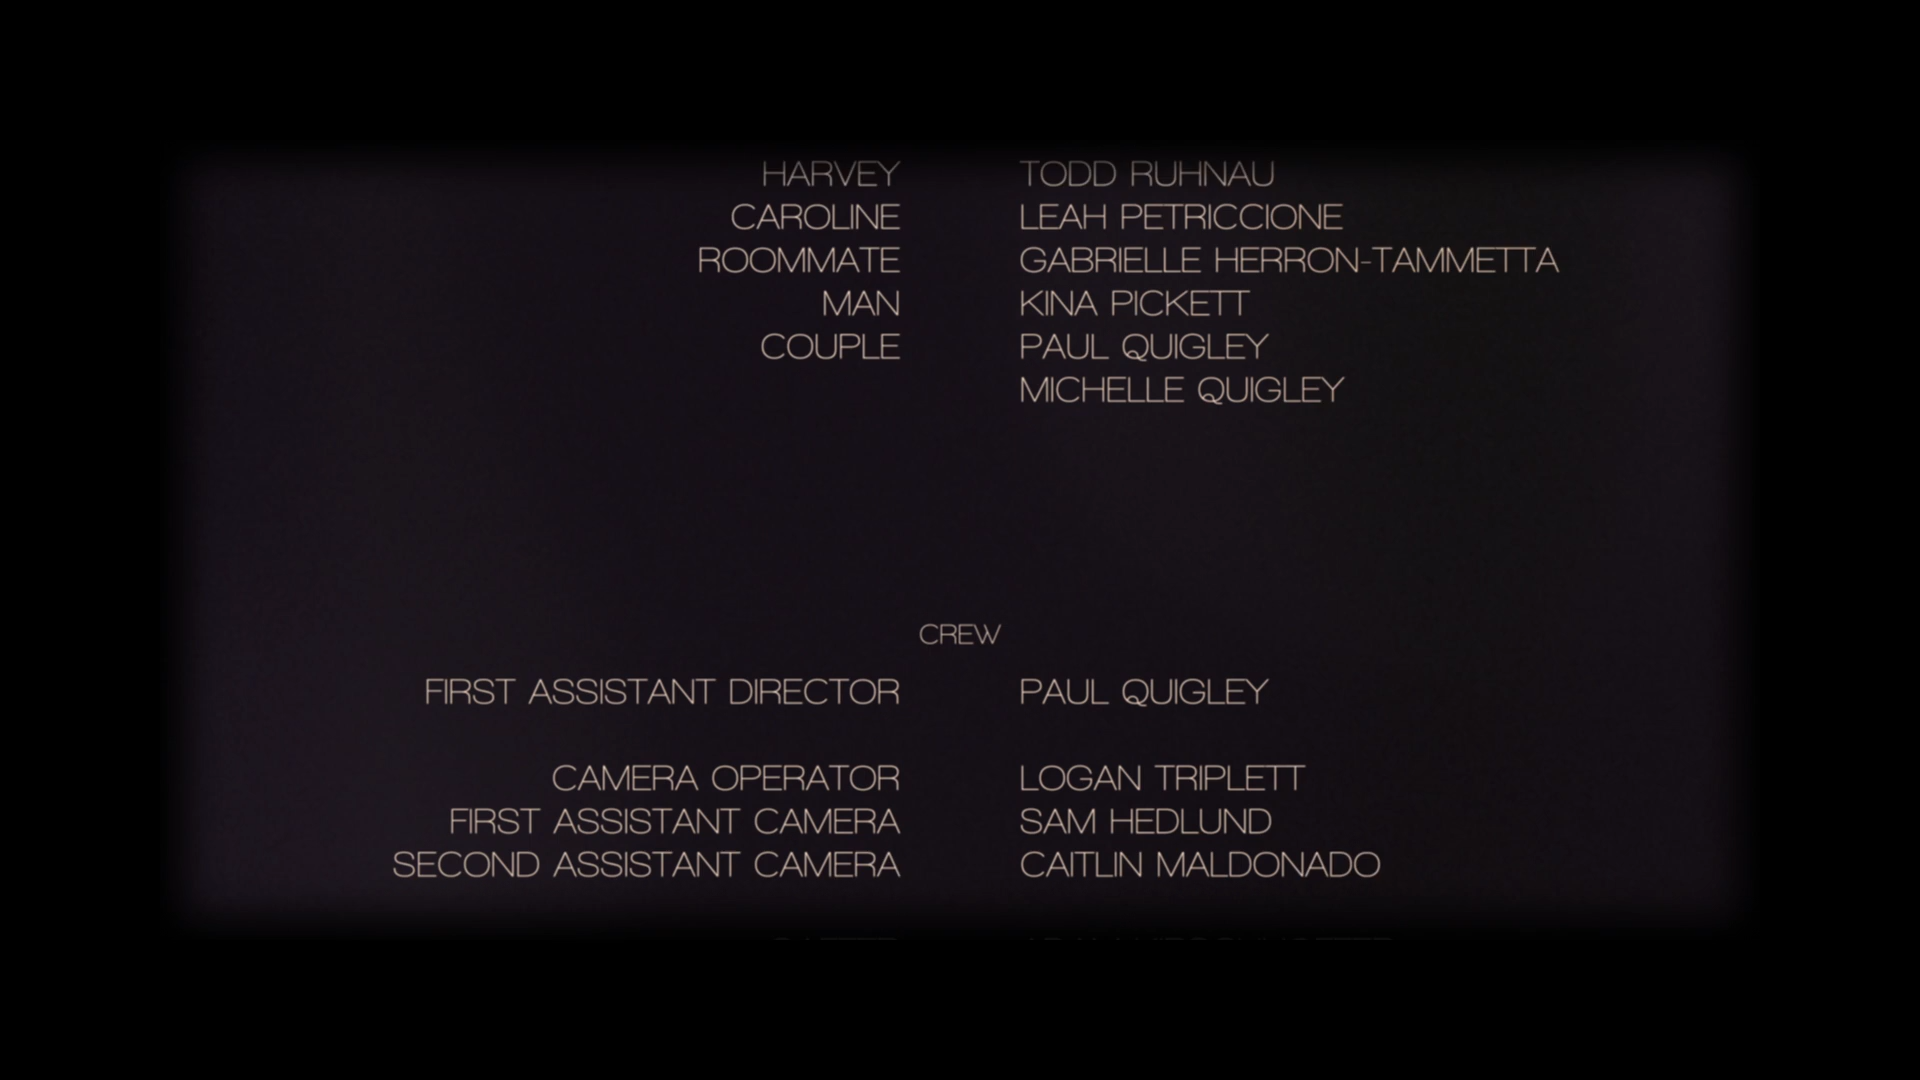 HARVEY TODD RUHNAU
CAROLINE LEAH PETRICCIONE
ROOMMATE GABRIELLE HERRON-TAMMETTA
MAN KINA PICKETT
COUPLE PAUL QUIGLEY
MICHELLE QUIGLEY
CREW
FIRST ASSISTANT DIRECTOR PAUL QUIGLEY
CAMERA OPERATOR LOGAN TRIPLETT
FIRST ASSISTANT CAMERA SAM HEDLUND
SECOND ASSISTANT CAMERA CAITLIN MALDONADO